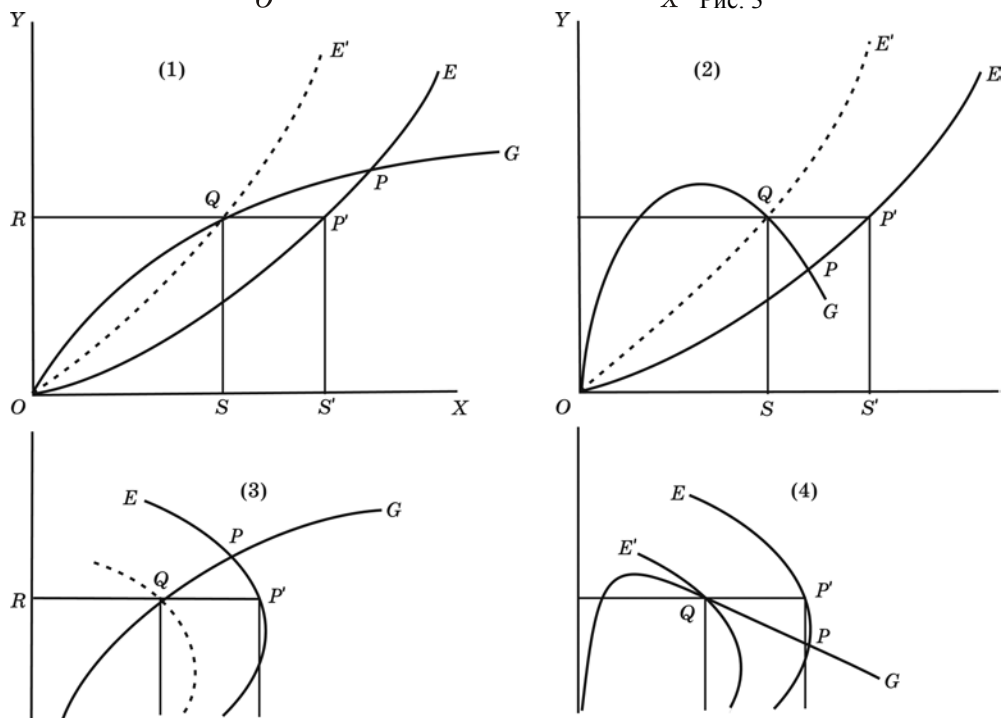 O X Рис. 3
Y E' E (1) G Q P R P' O S S' X
Y E' E (2) Q P' P G O S S'
E (3) G P Q R P'
E (4) E' P' Q P G